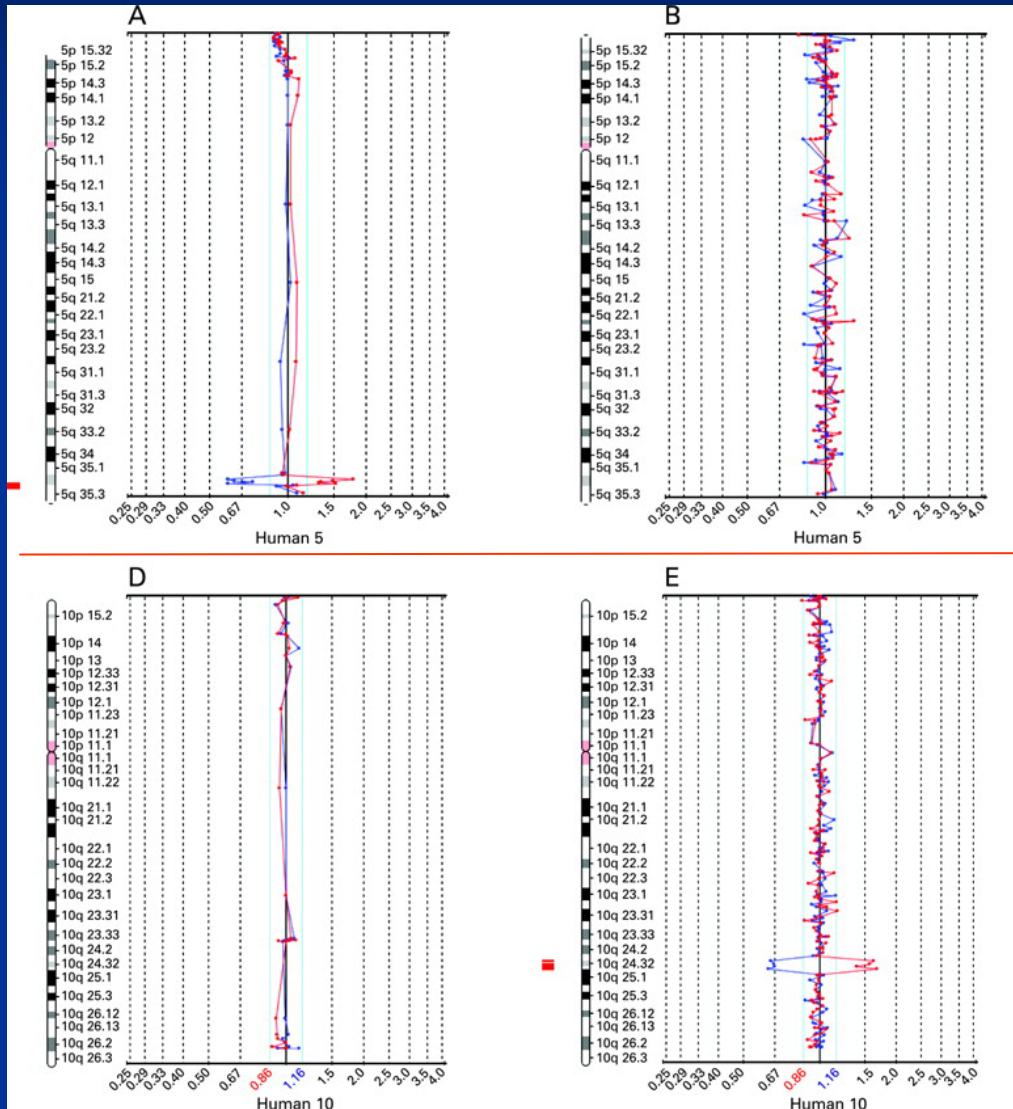 A
5p 15.32
5p 15.2
5p 14.3
5p 14.1
5p 13.2
5p 12
5q 11.1
5q 12.1
5q 13.1
5q 13.3
5q 14.2
5q 14.3
5q 15
5q 21.2
5q 22.1
5q 23.1
5q 23.2
5q 31.1
5q 31.3
5q 32
5q 33.2
5q 34
5q 35.1
5q 35.3
0.25 0.29 0.33 0.40 0.50 0.67 1.0 1.5 2.0 2.5 3.0 3.5 4.0
Human 5
B
5p 15.32
5p 15.2
5p 14.3
5p 14.1
5p 13.2
5p 12
5q 11.1
5q 12.1
5q 13.1
5q 13.3
5q 14.2
5q 14.3
5q 15
5q 21.2
5q 22.1
5q 23.1
5q 23.2
5q 31.1
5q 31.3
5q 32
5q 33.2
5q 34
5q 35.1
5q 35.3
0.25 0.29 0.33 0.40 0.50 0.67 1.0 1.5 2.0 2.5 3.0 3.5 4.0
Human 5
D
10p 15.2
10p 14
10p 13
10p 12.33
10p 12.31
10p 12.1
10p 11.23
10p 11.21
10p 11.1
10q 11.1
10q 11.21
10q 11.22
10q 21.1
10q 21.2
10q 22.1
10q 22.2
10q 22.3
10q 23.1
10q 23.31
10q 23.33
10q 24.2
10q 24.32
10q 25.1
10q 25.3
10q 26.12
10q 26.13
10q 26.2
10q 26.3
0.25 0.29 0.33 0.40 0.50 0.67 0.86 1.16 1.5 2.0 2.5 3.0 3.5 4.0
Human 10
E
10p 15.2
10p 14
10p 13
10p 12.33
10p 12.31
10p 12.1
10p 11.23
10p 11.21
10p 11.1
10q 11.1
10q 11.21
10q 11.22
10q 21.1
10q 21.2
10q 22.1
10q 22.2
10q 22.3
10q 23.1
10q 23.31
10q 23.33
10q 24.2
10q 24.32
10q 25.1
10q 25.3
10q 26.12
10q 26.13
10q 26.2
10q 26.3
0.25 0.29 0.33 0.40 0.50 0.67 0.86 1.16 1.5 2.0 2.5 3.0 3.5 4.0
Human 10